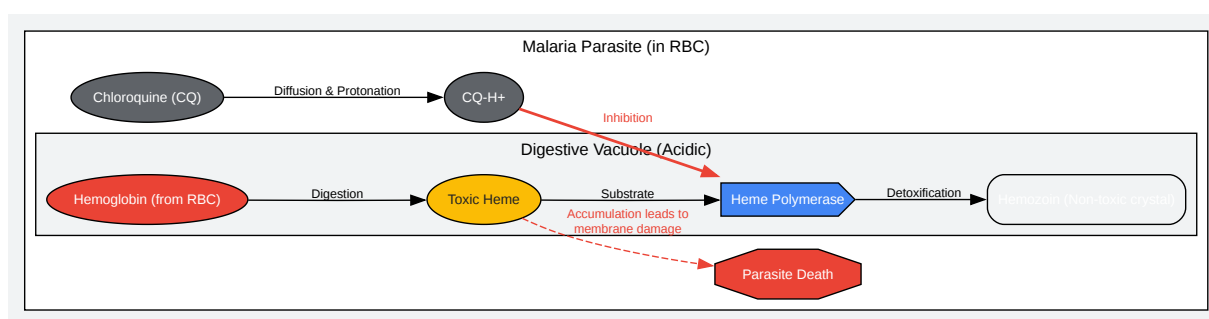 Malaria Parasite (in RBC)
Chloroquine (CQ)
Diffusion & Protonation
CQ-H+
Inhibition
Digestive Vacuole (Acidic)
Hemoglobin (from RBC)
Digestion
Toxic Heme
Substrate
Heme Polymerase
Detoxification
Hemozoin (Non-toxic crystal)
Accumulation leads to
membrane damage
Parasite Death